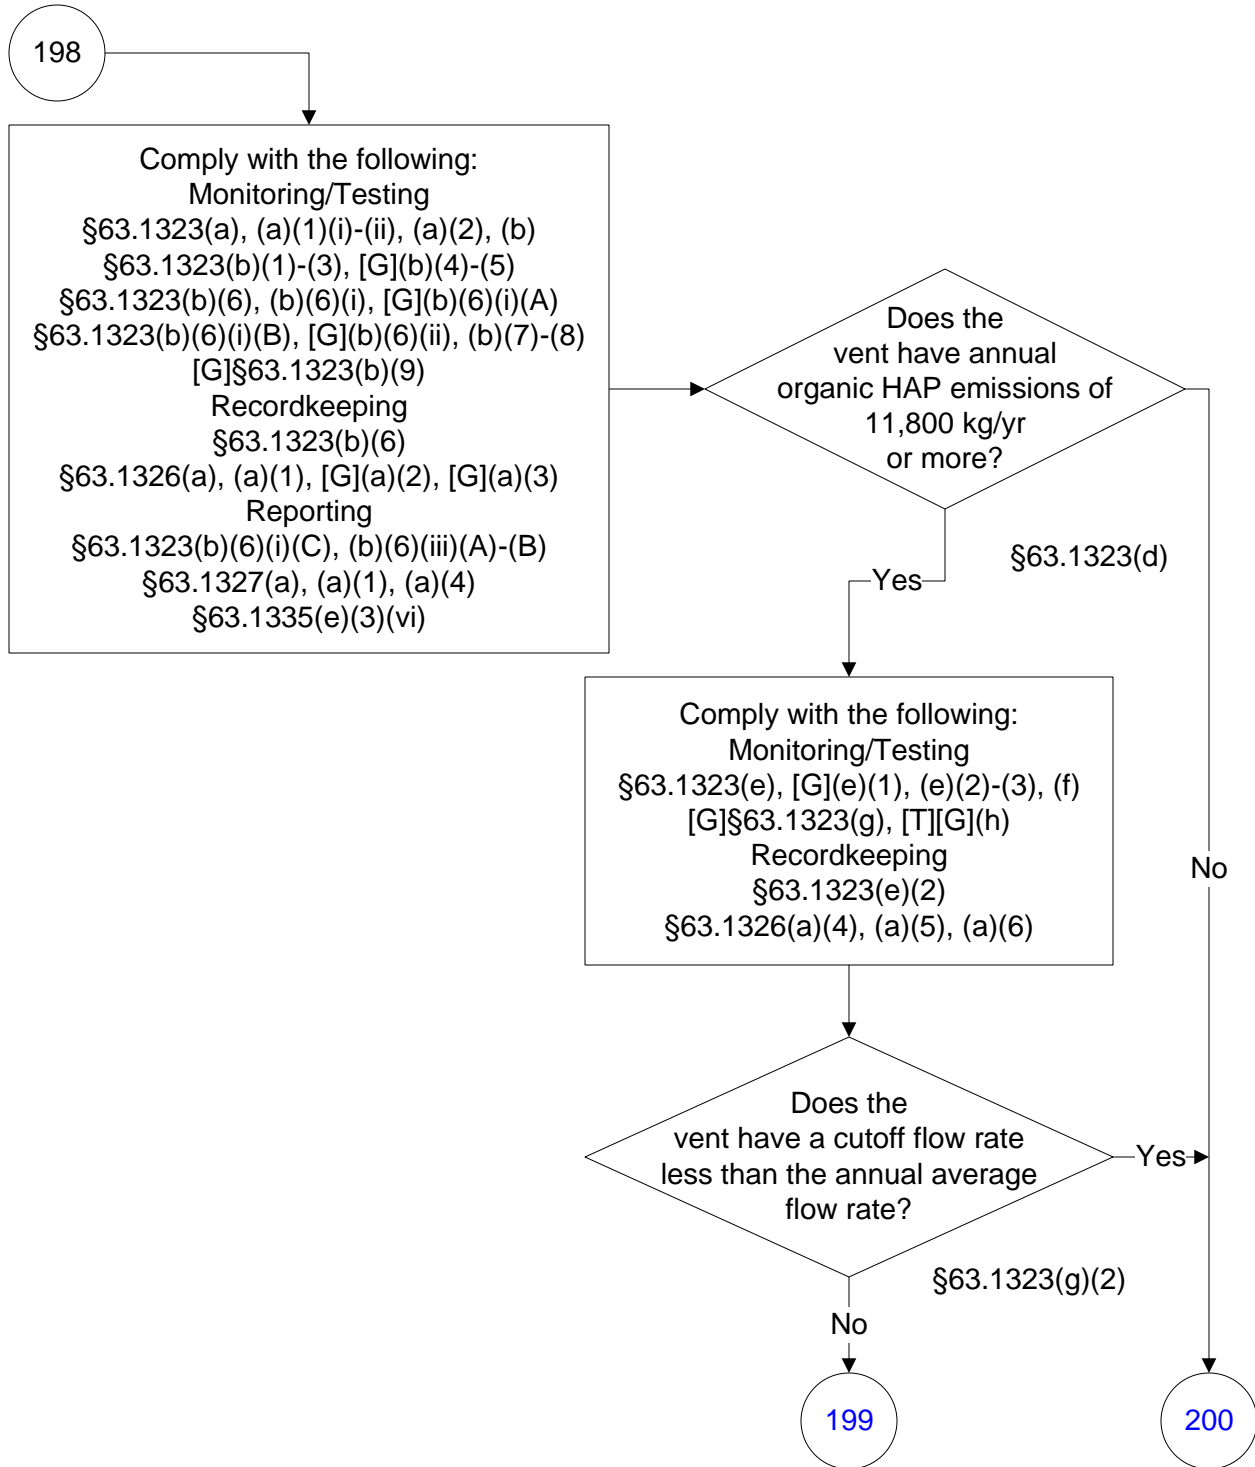 198
Comply with the following:
Monitoring/Testing
§63.1323(a), (a)(1)(i)-(ii), (a)(2), (b)
§63.1323(b)(1)-(3), [G](b)(4)-(5)
§63.1323(b)(6), (b)(6)(i), [G](b)(6)(i)(A)
§63.1323(b)(6)(i)(B), [G](b)(6)(ii), (b)(7)-(8)
[G]§63.1323(b)(9)
Recordkeeping
§63.1323(b)(6)
§63.1326(a), (a)(1), [G](a)(2), [G](a)(3)
Reporting
§63.1323(b)(6)(i)(C), (b)(6)(iii)(A)-(B)
§63.1327(a), (a)(1), (a)(4)
§63.1335(e)(3)(vi)
Does the
vent have annual
organic HAP emissions of
11,800 kg/yr
or more?
§63.1323(d)
Yes
No
Comply with the following:
Monitoring/Testing
§63.1323(e), [G](e)(1), (e)(2)-(3), (f)
[G]§63.1323(g), [T][G](h)
Recordkeeping
§63.1323(e)(2)
§63.1326(a)(4), (a)(5), (a)(6)
Does the
vent have a cutoff flow rate
less than the annual average
flow rate?
Yes
§63.1323(g)(2)
No
199
200